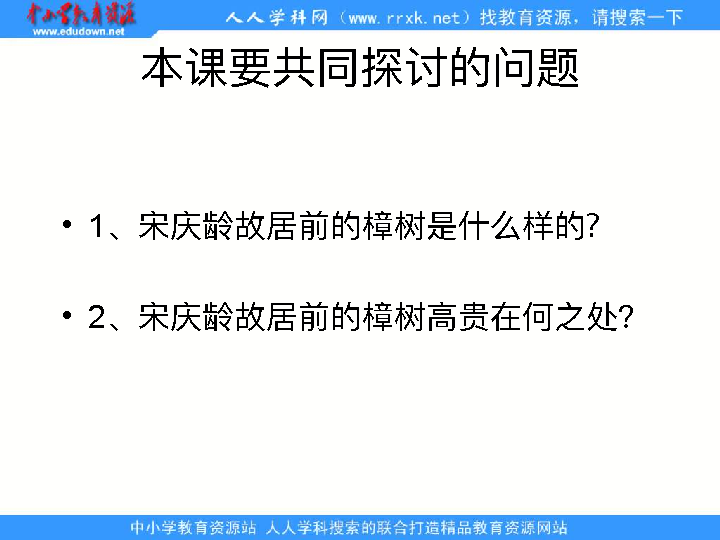 中小学教育资源
www.edudown.net
人人学科网（www.rrxk.net）找教育资源，请搜索一下
本课要共同探讨的问题
• 1、宋庆龄故居前的樟树是什么样的?
• 2、宋庆龄故居前的樟树高贵在何之处?
中小学教育资源站 人人学科搜索的联合打造精品教育资源网站